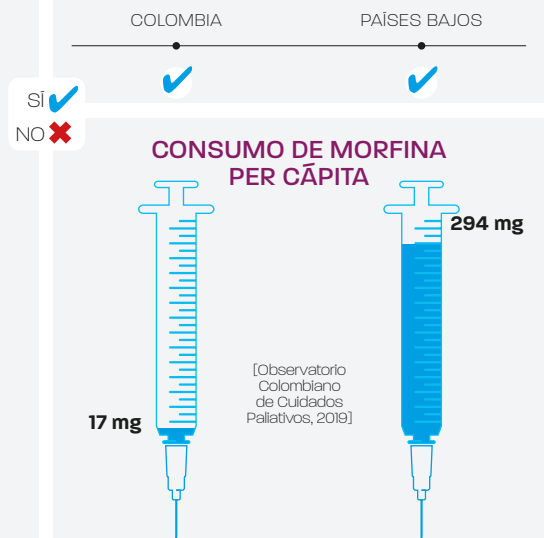 COLOMBIA
PAÍSES BAJOS
SÍ
NO
CONSUMO DE MORFINA
PER CÁPITA
294 mg
[Observatorio
Colombiano
de Cuidados
Paliativos, 2019]
17 mg